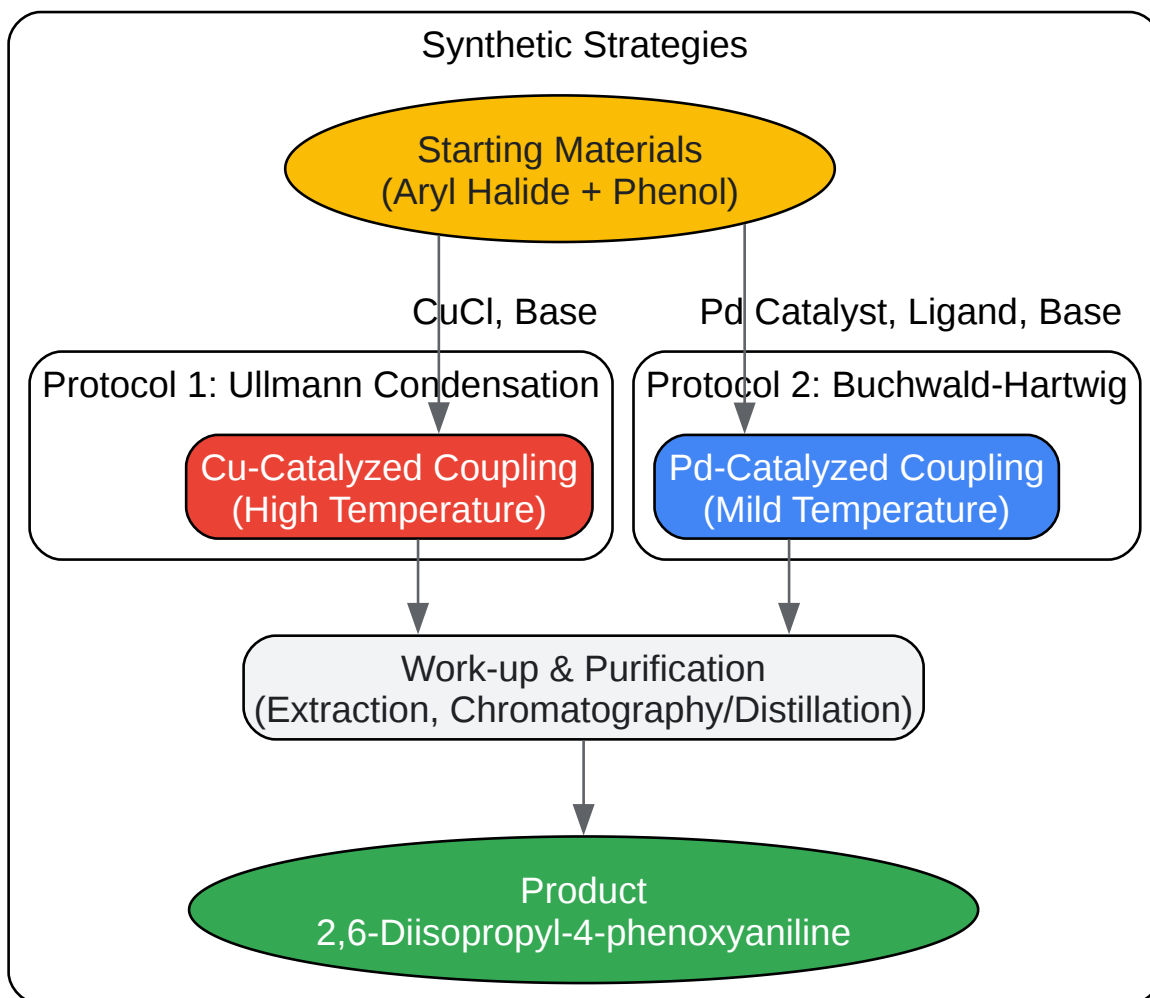 Synthetic Strategies
Starting Materials
(Aryl Halide + Phenol)
CuCl, Base
Pd Catalyst, Ligand, Base
Protocol 1: Ullmann Condensation
Protocol 2: Buchwald-Hartwig
Cu-Catalyzed Coupling
(High Temperature)
Pd-Catalyzed Coupling
(Mild Temperature)
Work-up & Purification
(Extraction, Chromatography/Distillation)
Product
2,6-Diisopropyl-4-phenoxyaniline